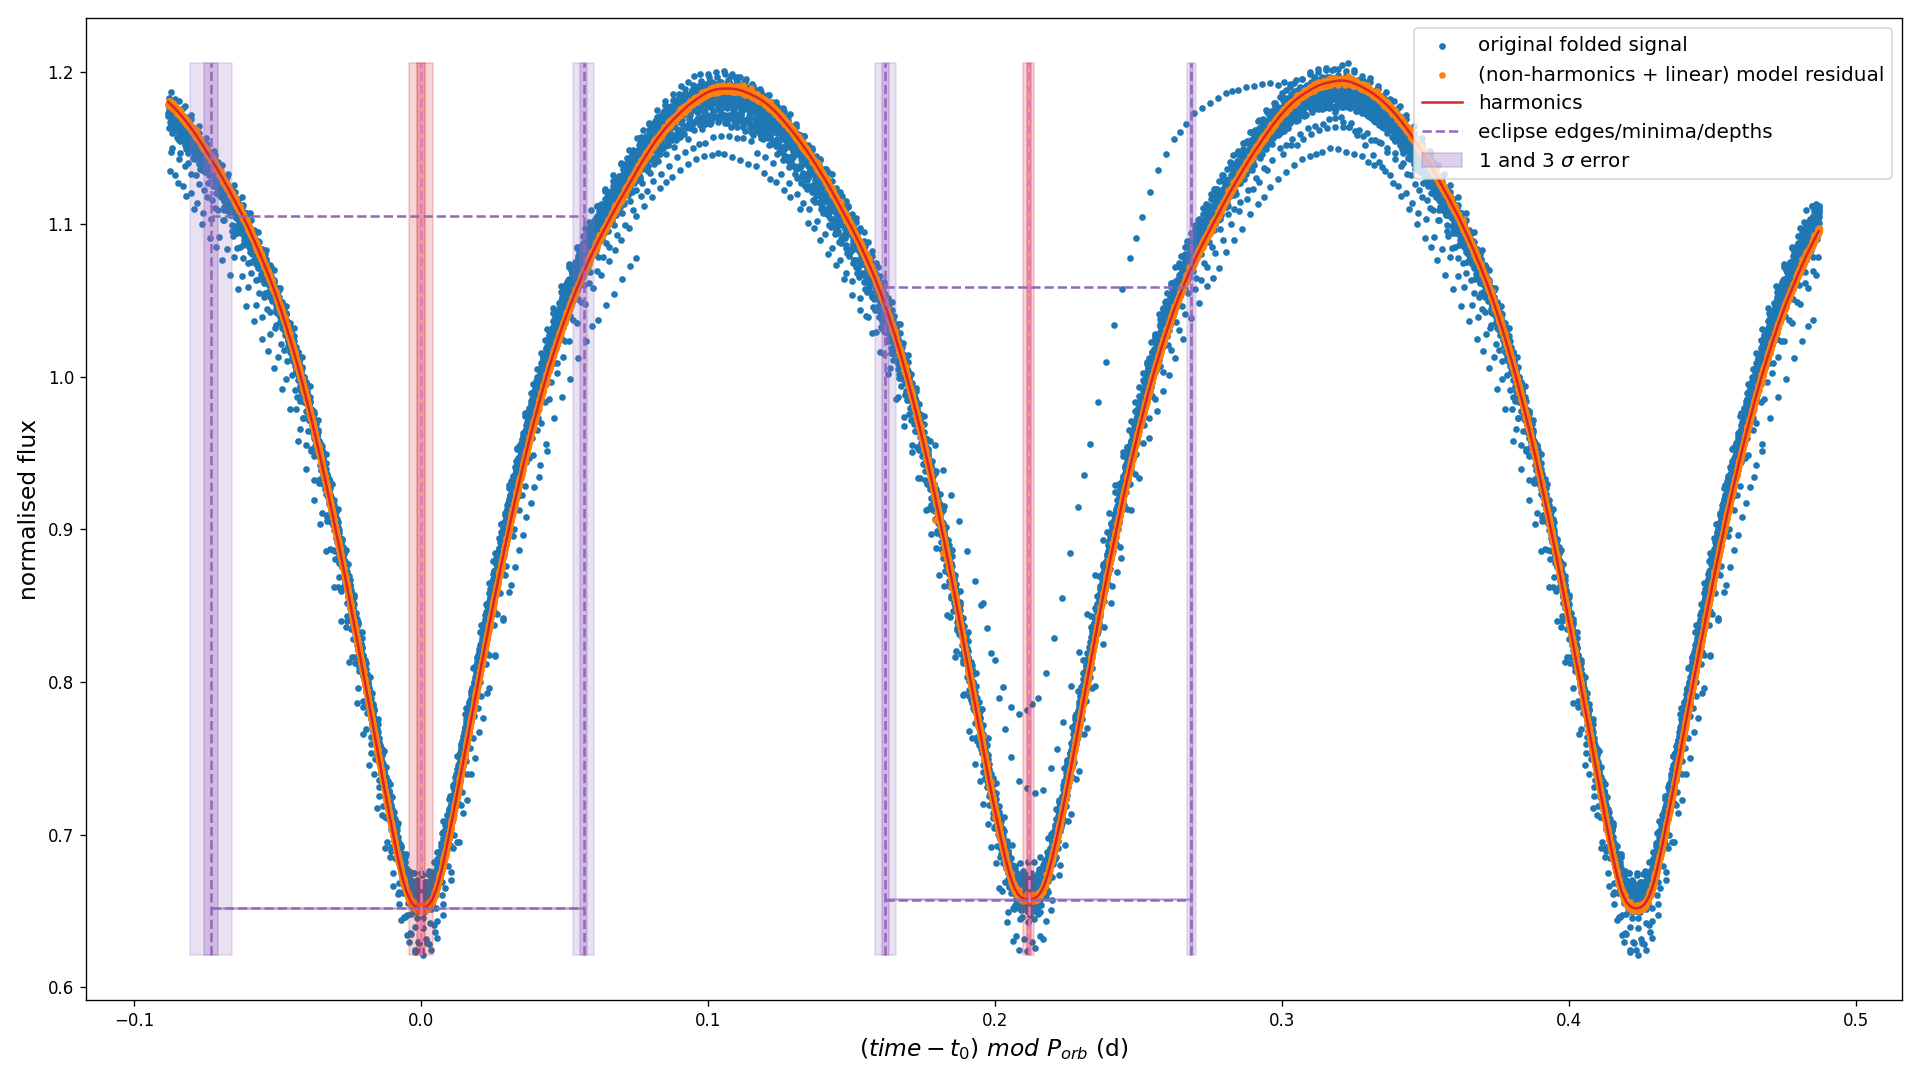 normalised flux
1.2
1.1
1.0
0.9
0.8
0.7
0.6
original folded signal
(non-harmonics + linear) model residual
harmonics
eclipse edges/minima/depths
1 and 3 σ error
−0.1 0.0 0.1 0.2 0.3 0.4 0.5
(time − t₀) mod Pₒᵣb (d)